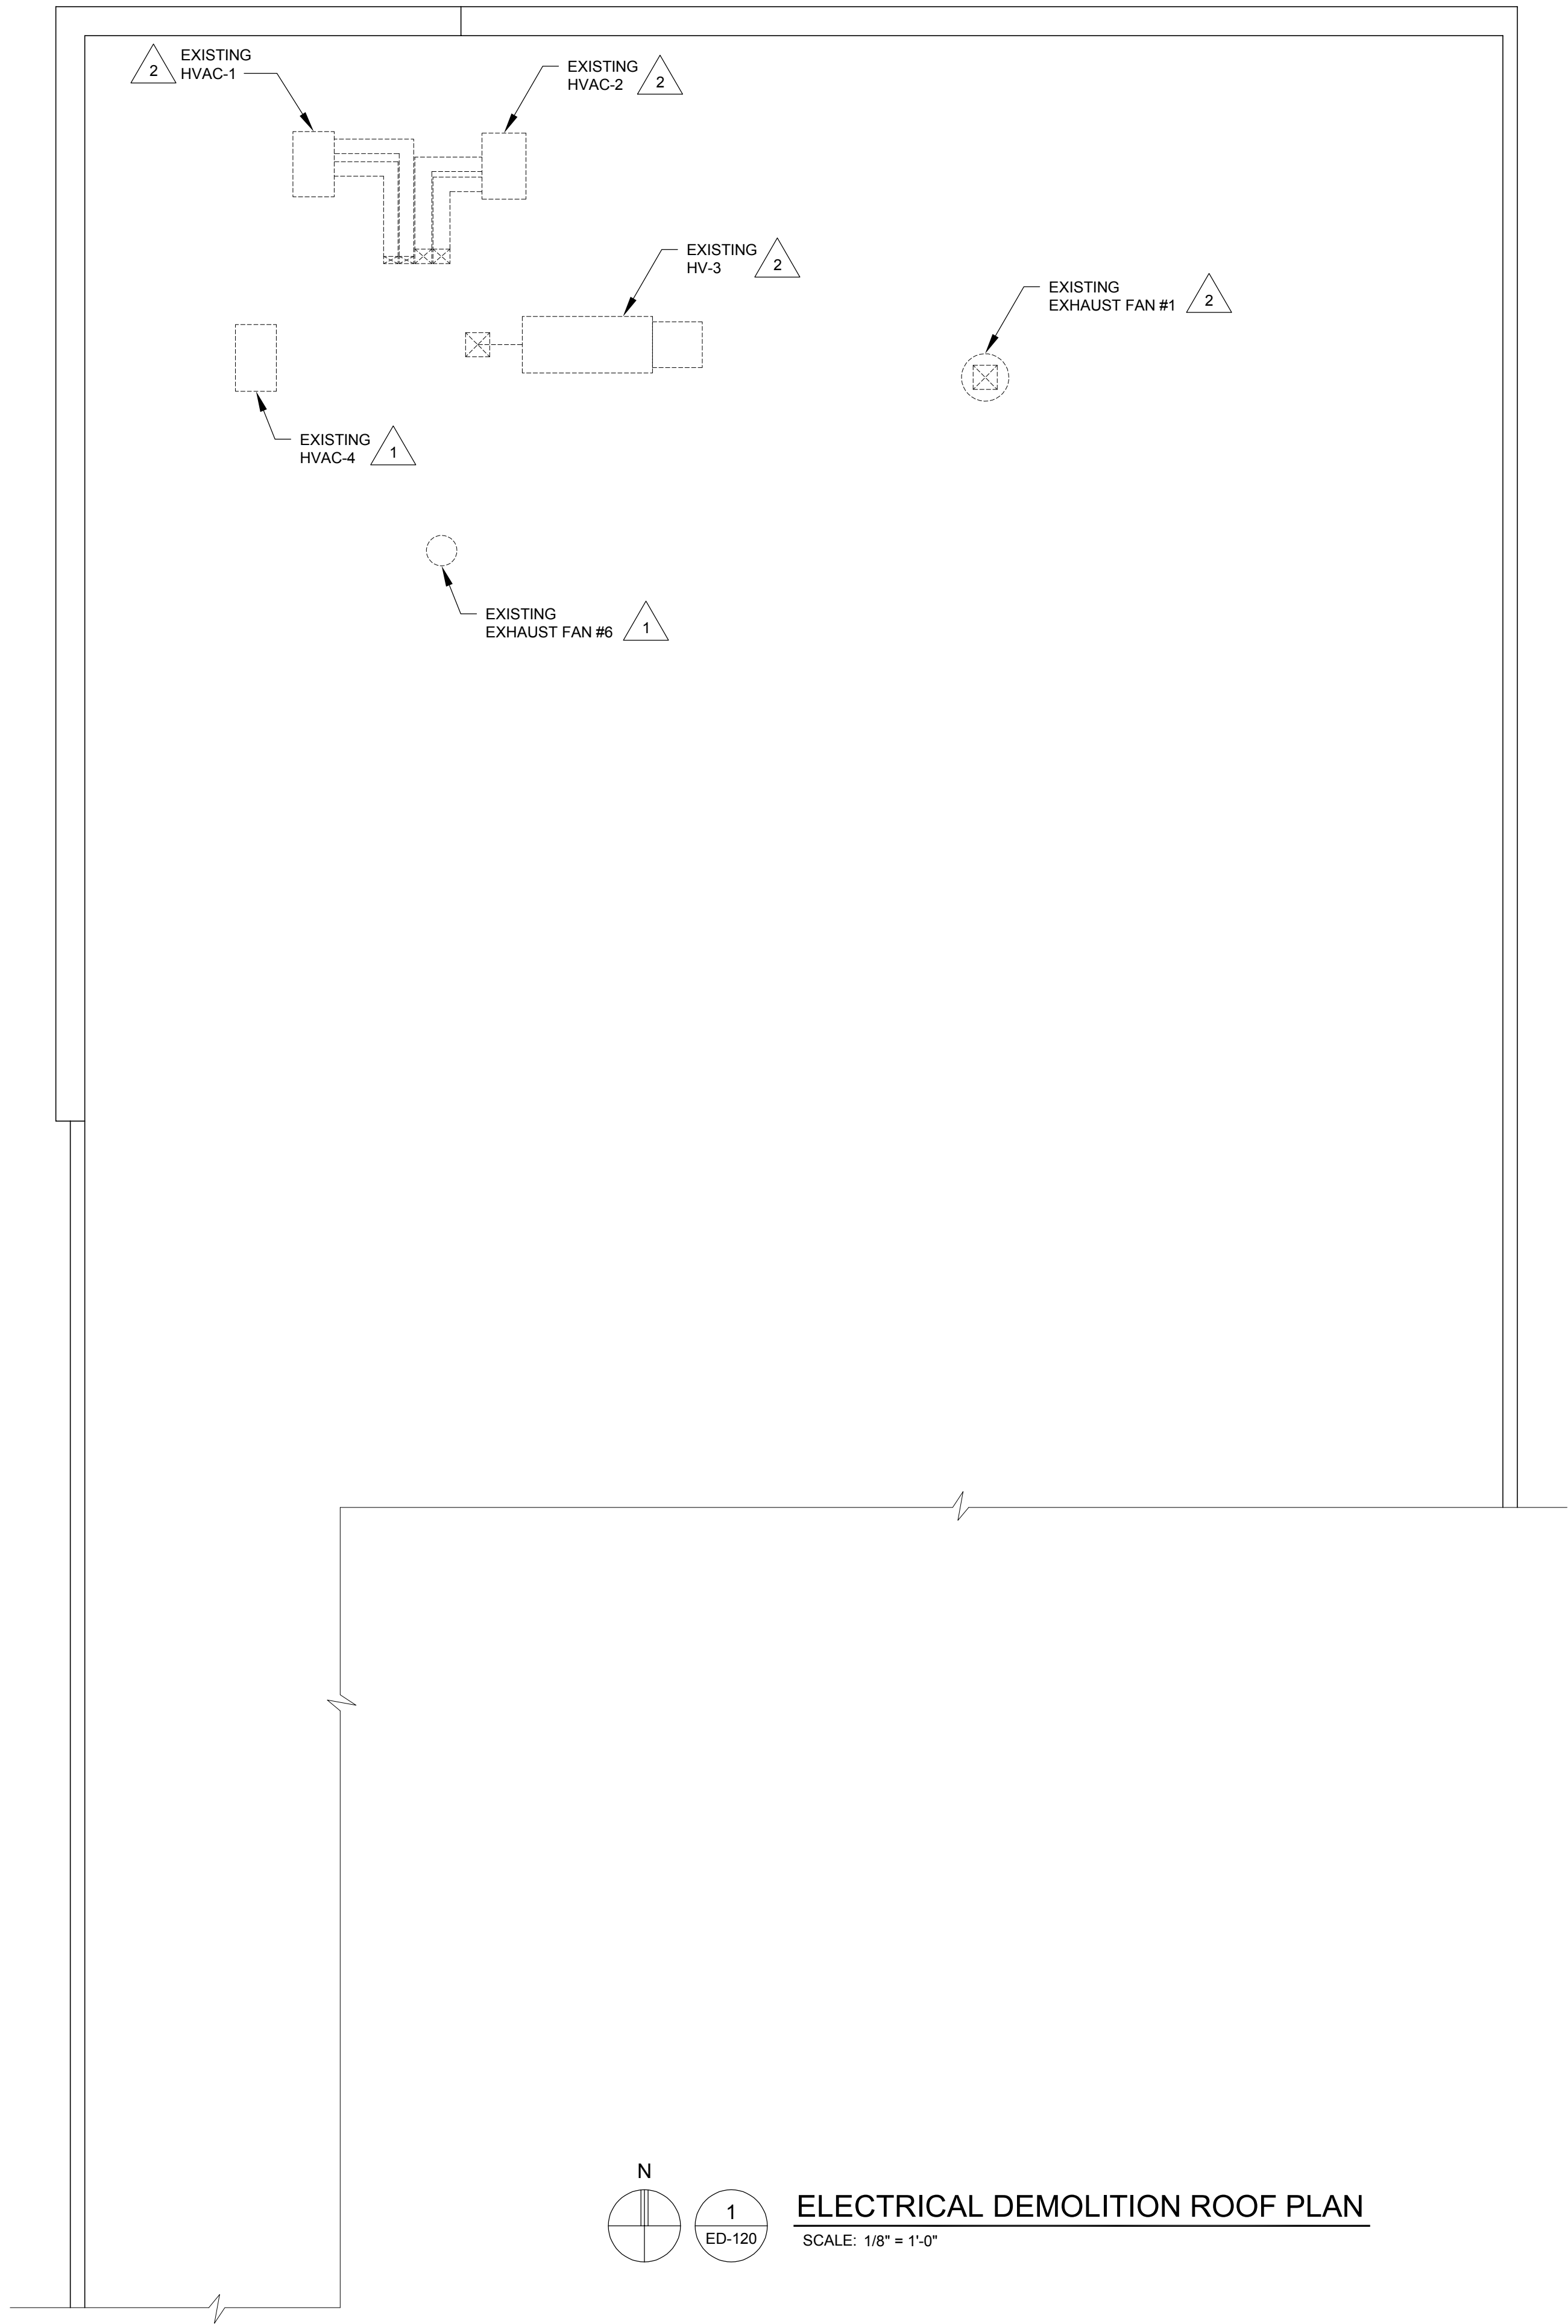 2
EXISTING
HVAC-1
EXISTING
HVAC-2
2
EXISTING
HV-3
2
EXISTING
EXHAUST FAN #1
2
EXISTING
HVAC-4
1
EXISTING
EXHAUST FAN #6
1
N
1
ED-120
ELECTRICAL DEMOLITION ROOF PLAN
SCALE: 1/8" = 1'-0"